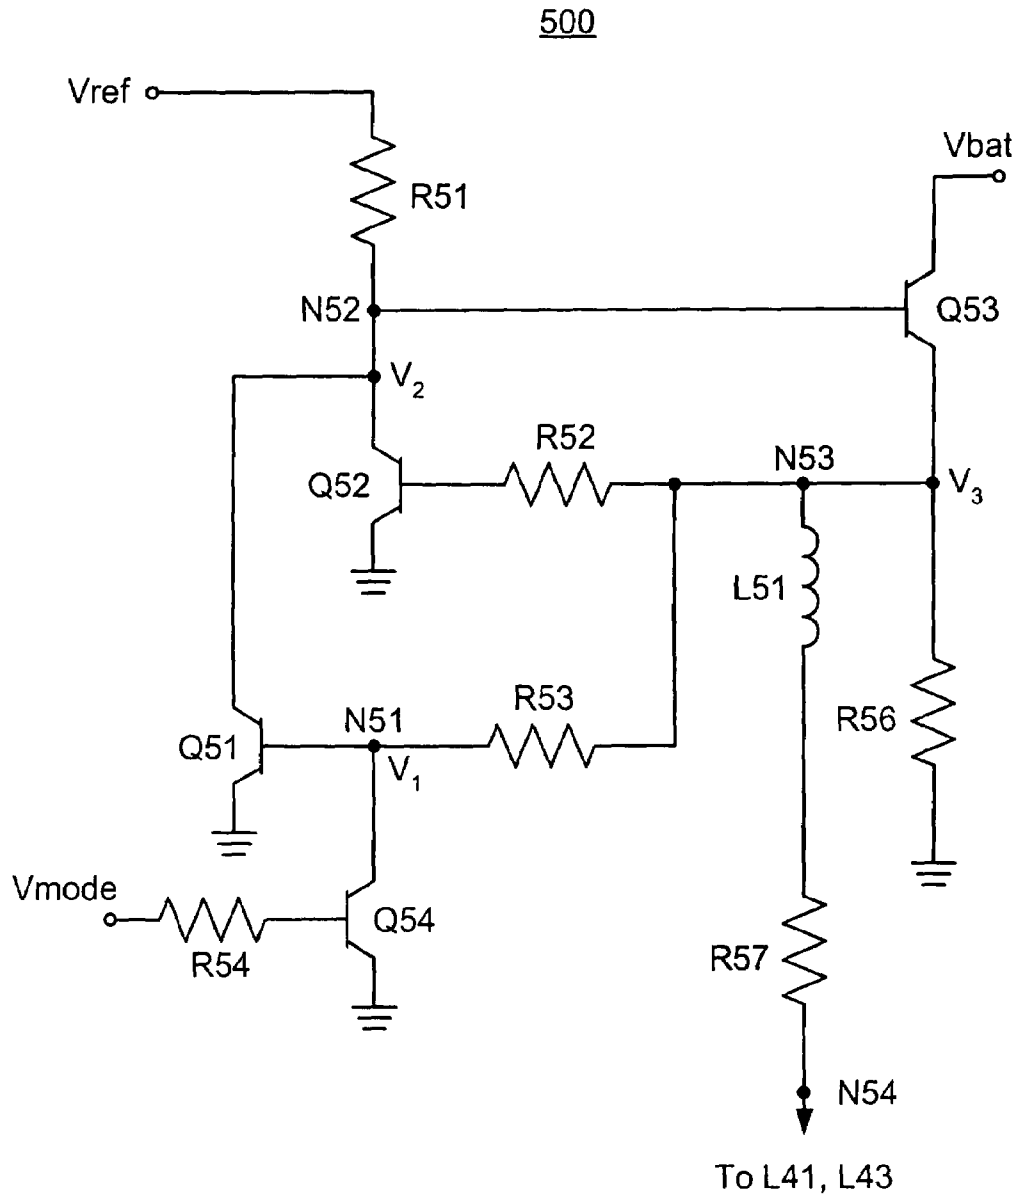 500
Vref
Vbat
R51
N52
Q53
V2
R52
N53
Q52
V3
L51
R53
N51
R56
Q51
V1
Vmode
Q54
R54
R57
N54
To L41, L43